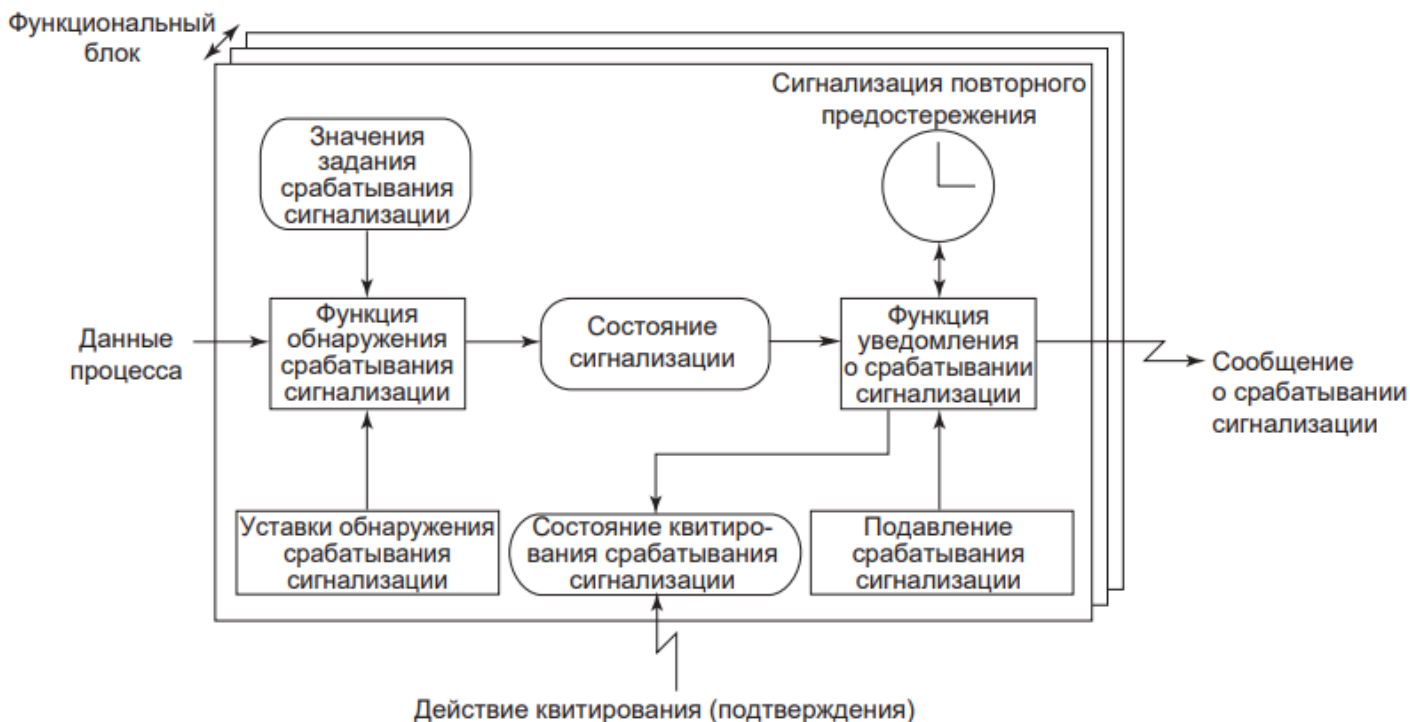 Функциональный
блок
Сигнализация повторного
предостережения
Значения
задания
срабатывания
сигнализации
Данные
процесса
Функция
обнаружения
срабатывания
сигнализации
Состояние
сигнализации
Функция
уведомления
о срабатывании
сигнализации
Сообщение
о срабатывании
сигнализации
Уставки обнаружения
срабатывания
сигнализации
Состояние квитиро-
вания срабатывания
сигнализации
Подавление
срабатывания
сигнализации
Действие квитирования (подтверждения)